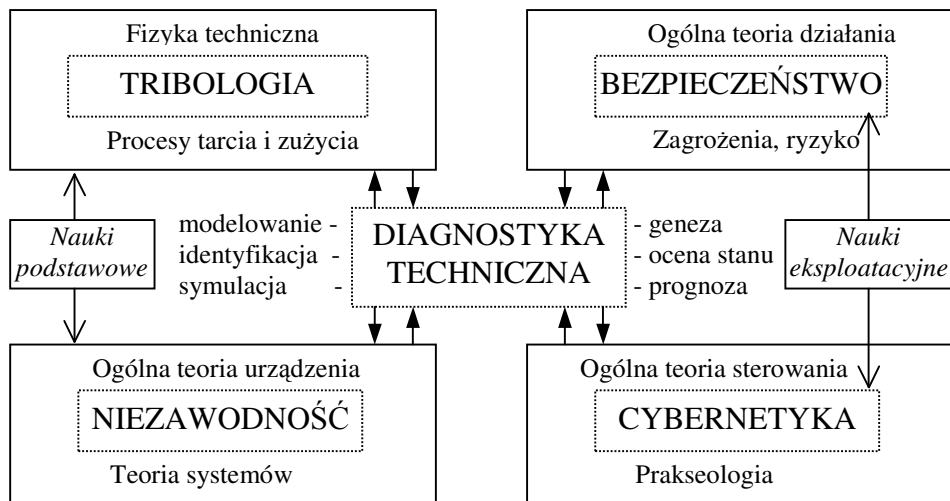 Fizyka techniczna
TRIBOLOGIA
Procesy tarcia i zużycia
Ogólna teoria działania
BEZPIECZEŃSTWO
Zagrożenia, ryzyko
Nauki
podstawowe
modelowanie -
identyfikacja -
symulacja -
DIAGNOSTYKA
TECHNICZNA
- geneza
- ocena stanu
- prognoza
Nauki
eksploatacyjne
Ogólna teoria urządzenia
NIEZAWODNOŚĆ
Teoria systemów
Ogólna teoria sterowania
CYBERNETYKA
Prakseologia